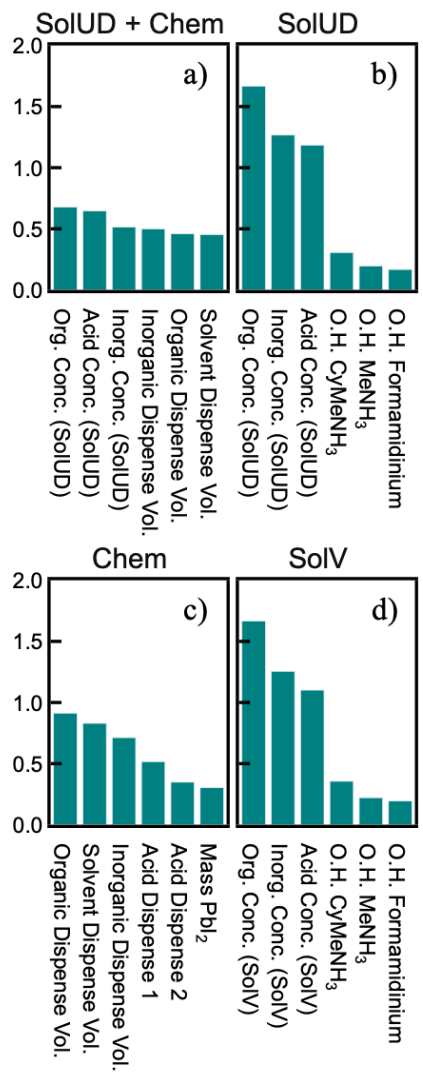 SolUD + Chem
SolUD
2.0
1.5
1.0
0.5
0.0
a)
b)
Org. Conc. (SolUD)
Acid Conc. (SolUD)
Inorg. Conc. (SolUD)
Inorganic Dispense Vol.
Organic Dispense Vol.
Solvent Dispense Vol.
Org. Conc. (SolUD)
Inorg. Conc. (SolUD)
Acid Conc. (SolUD)
O.H. CyMeNH₃
O.H. MeNH₃
O.H. Formamidinium
Chem
SolV
2.0
1.5
1.0
0.5
0.0
c)
d)
Organic Dispense Vol.
Solvent Dispense Vol.
Inorganic Dispense Vol.
Acid Dispense 1
Acid Dispense 2
Mass PbI₂
Org. Conc. (SolV)
Inorg. Conc. (SolV)
Acid Conc. (SolV)
O.H. CyMeNH₃
O.H. MeNH₃
O.H. Formamidinium